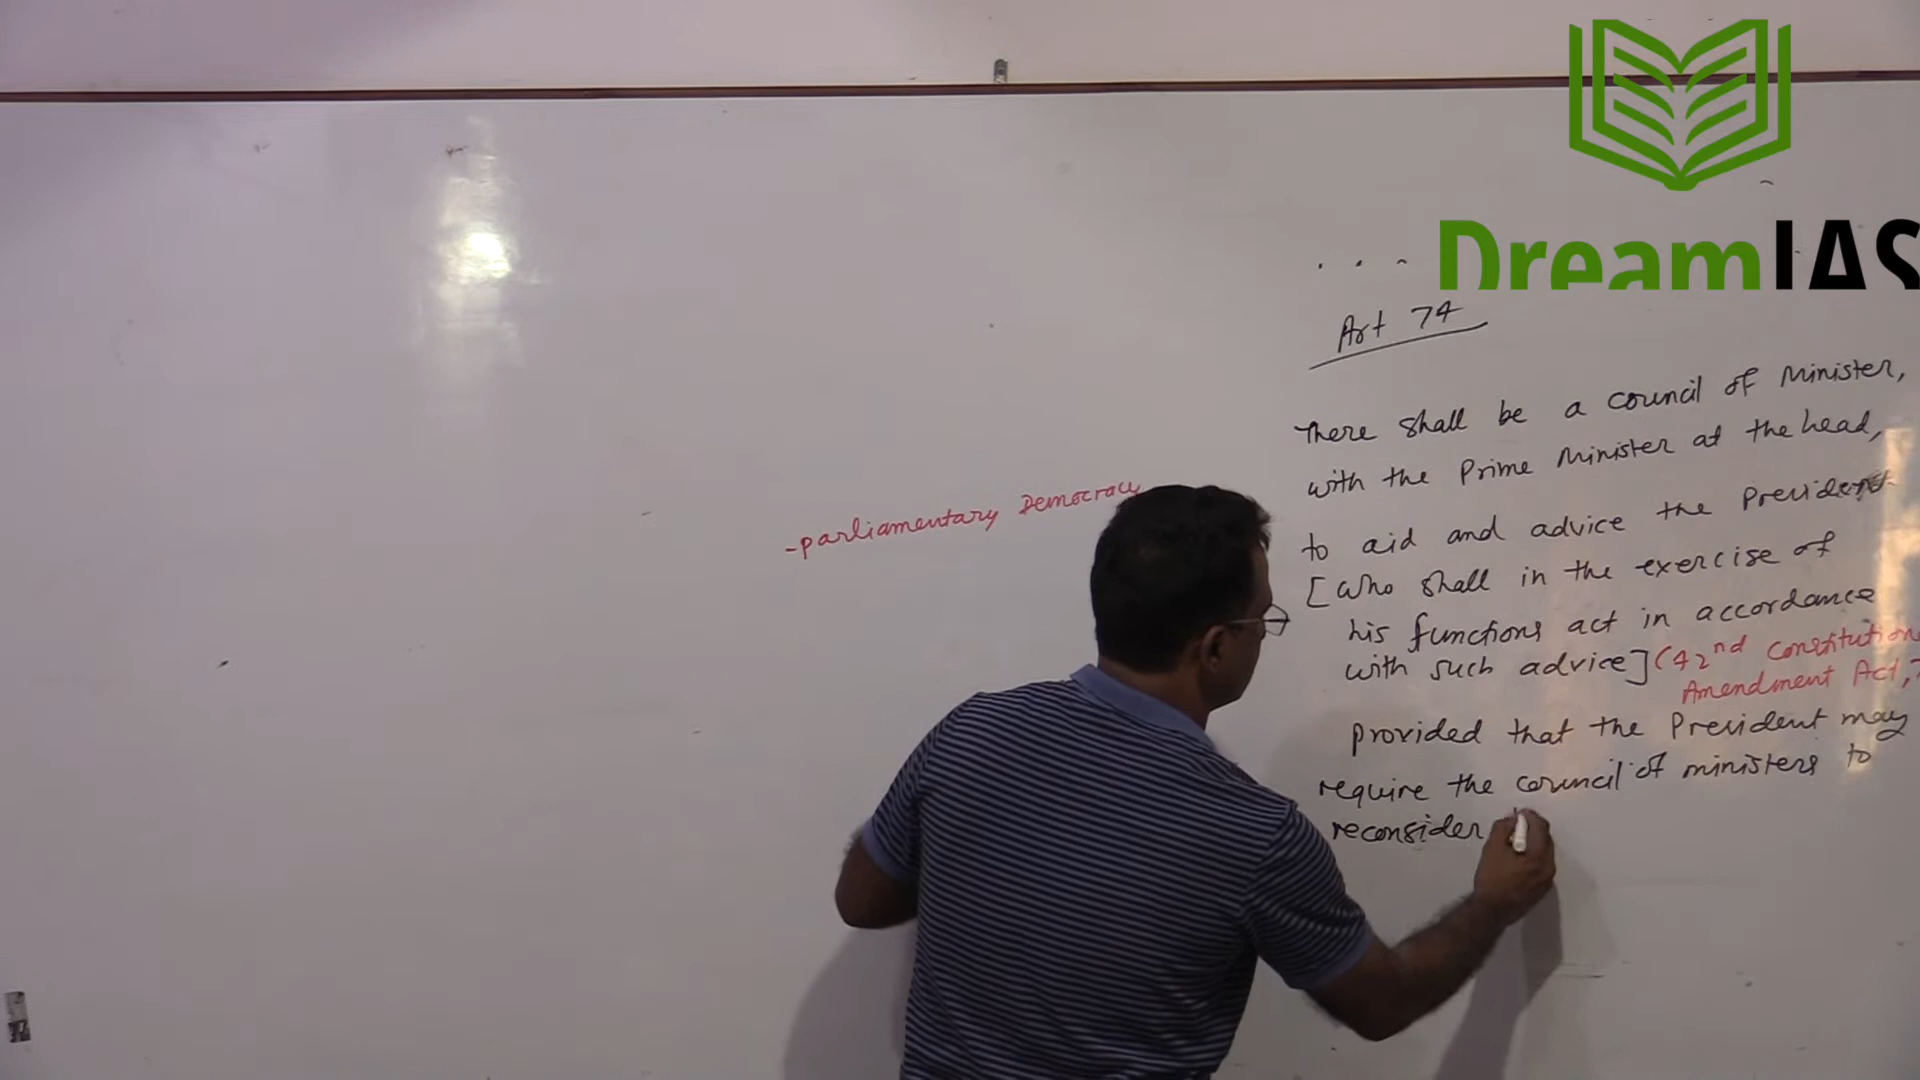 DreamIAS
Art 74
There shall be a council of Minister,
with the Prime Minister at the head,
to aid and advice the President
[who shall in the exercise of
his functions act in accordance
with such advice] (42nd Constitution
Amendment Act,
provided that the President may
require the council of ministers to
reconsider
-parliamentary Democracy